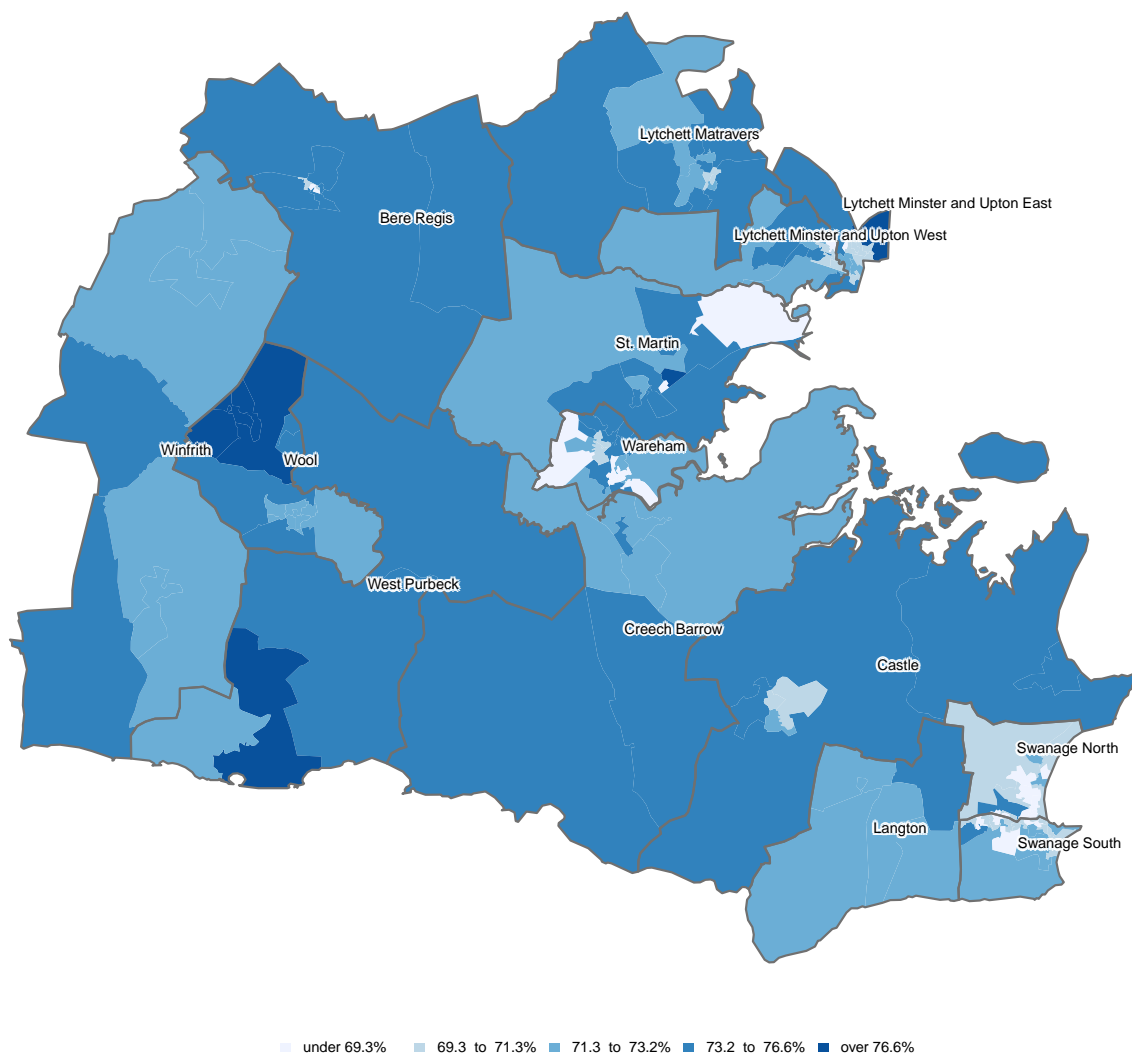 Lytchett Matravers
Lytchett Minster and Upton East
Bere Regis
Lytchett Minster and Upton West
St. Martin
Wareham
Winfrith
Wool
West Purbeck
Creech Barrow
Castle
Swanage North
Langton
Swanage South
under 69.3% 69.3 to 71.3% 71.3 to 73.2% 73.2 to 76.6% over 76.6%